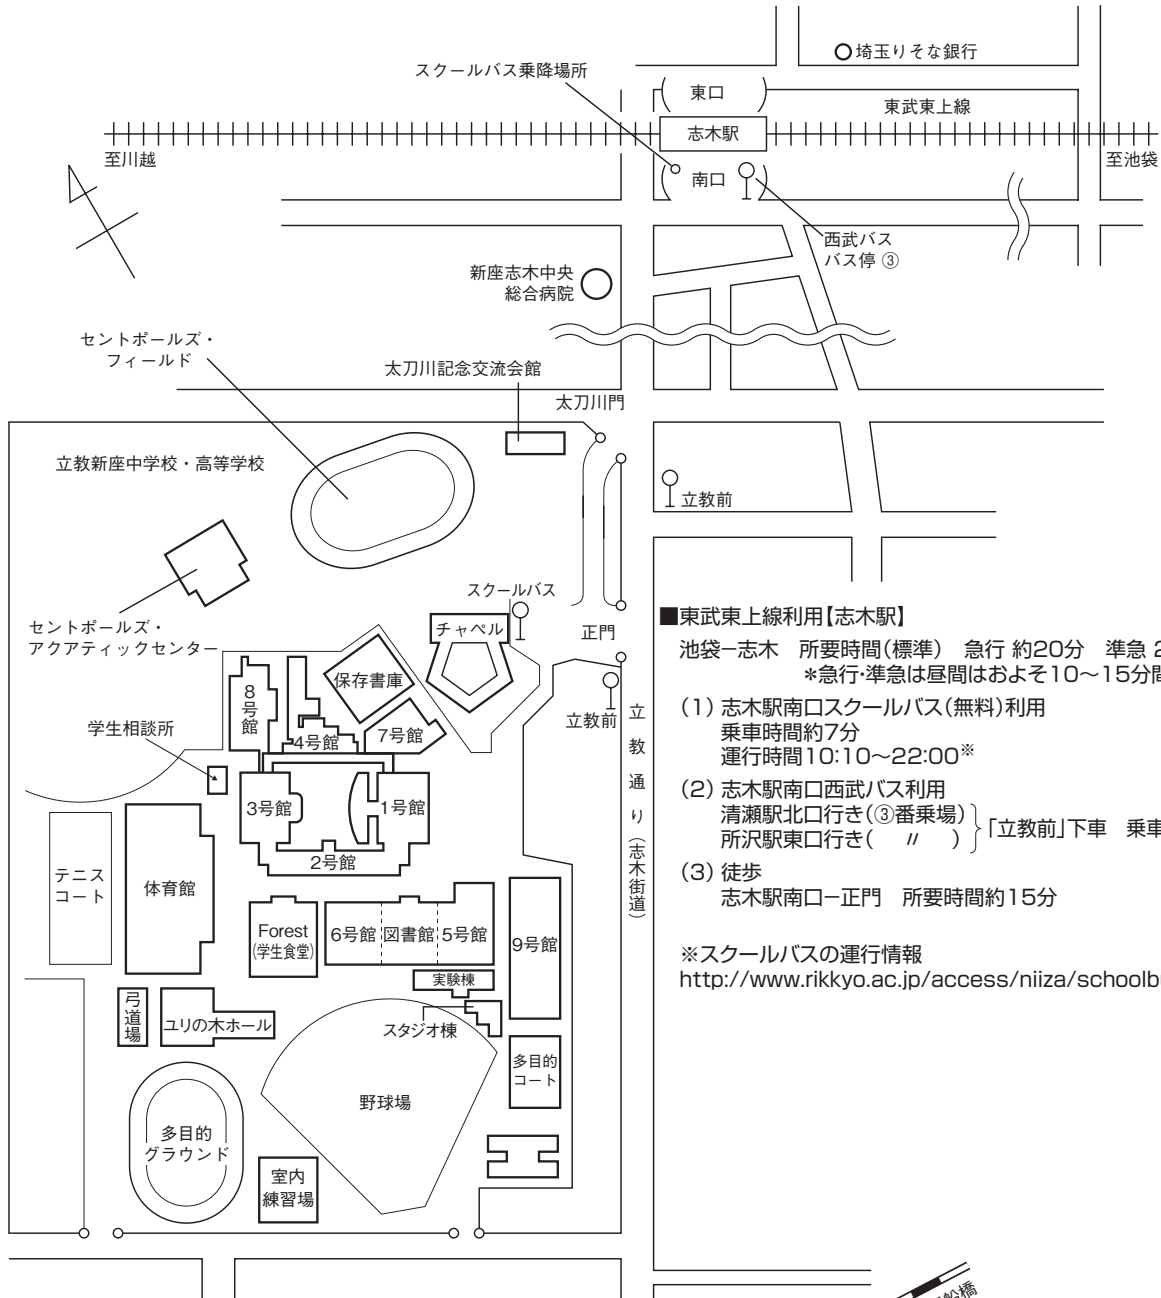 埼玉りそな銀行
スクールバス乗降場所
東口
東武東上線
志木駅
至川越
至池袋
南口
西武バス
バス停 ③
新座志木中央
総合病院
セントポールズ・
フィールド
太刀川記念交流会館
太刀川門
立教新座中学校・高等学校
立教前
スクールバス
チャペル
正門
セントポールズ・
アクアティックセンター
保存書庫
8号館
4号館
7号館
立教前
学生相談所
3号館
1号館
2号館
立教通り(志木街道)
テニス
コート
体育館
Forest
(学生食堂)
6号館
図書館
5号館
9号館
実験棟
弓道場
ユリの木ホール
スタジオ棟
多目的
コート
野球場
多目的
グラウンド
室内
練習場
■東武東上線利用【志木駅】
池袋−志木 所要時間(標準) 急行 約20分 準急 2
*急行・準急は昼間はおよそ10〜15分間
(1) 志木駅南口スクールバス(無料)利用
乗車時間約7分
運行時間10:10〜22:00※
(2) 志木駅南口西武バス利用
清瀬駅北口行き(③番乗場)
所沢駅東口行き( 〃 )
「立教前」下車 乗車
(3) 徒歩
志木駅南口−正門 所要時間約15分
※スクールバスの運行情報
http://www.rikkyo.ac.jp/access/niiza/schoolb
船橋